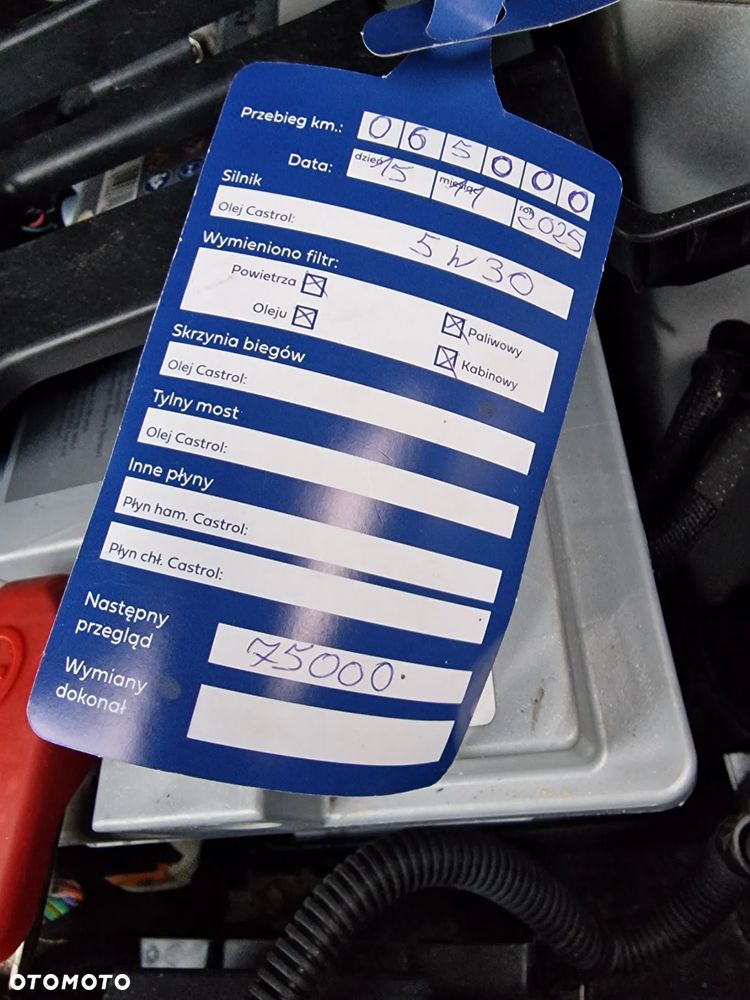 Przebieg km.: 065000
Data: dzień 15 miesiąc 11 rok 2025
Silnik
Olej Castrol: 5W30
Wymieniono filtr:
Powietrza ☒ ☒ Paliwowy
Oleju ☒ ☒ Kabinowy
Skrzynia biegów
Olej Castrol:
Tylny most
Olej Castrol:
Inne płyny
Płyn ham. Castrol:
Płyn chł. Castrol:
Następny
przegląd
75000
Wymiany
dokonał
OTOMOTO